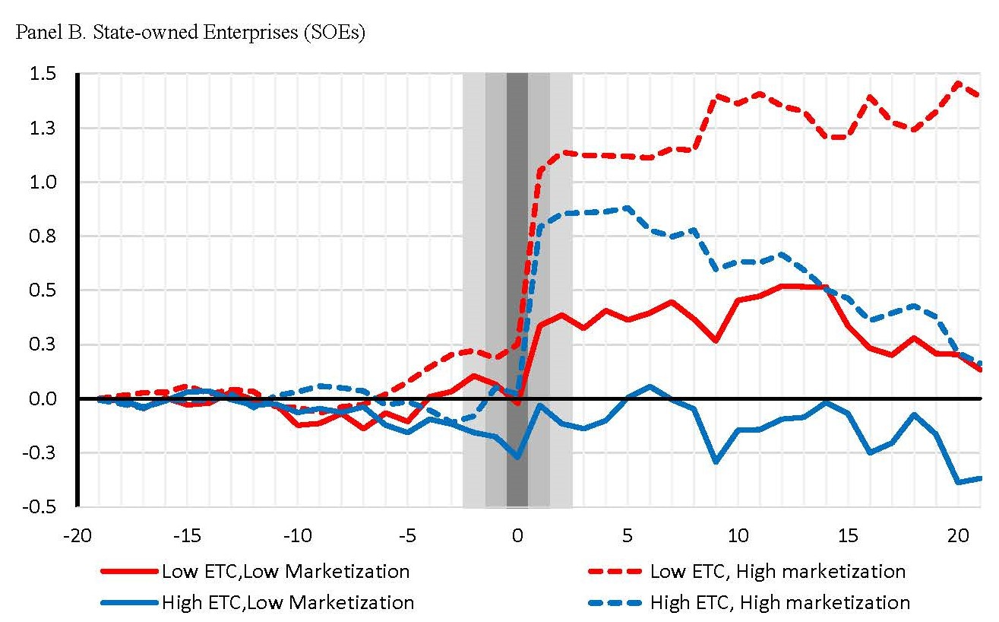 Panel B. State-owned Enterprises (SOEs)
1.5
1.3
1.0
0.8
0.5
0.3
0.0
-0.3
-0.5
-20 -15 -10 -5 0 5 10 15 20
Low ETC,Low Marketization Low ETC, High marketization
High ETC,Low Marketization High ETC, High marketization